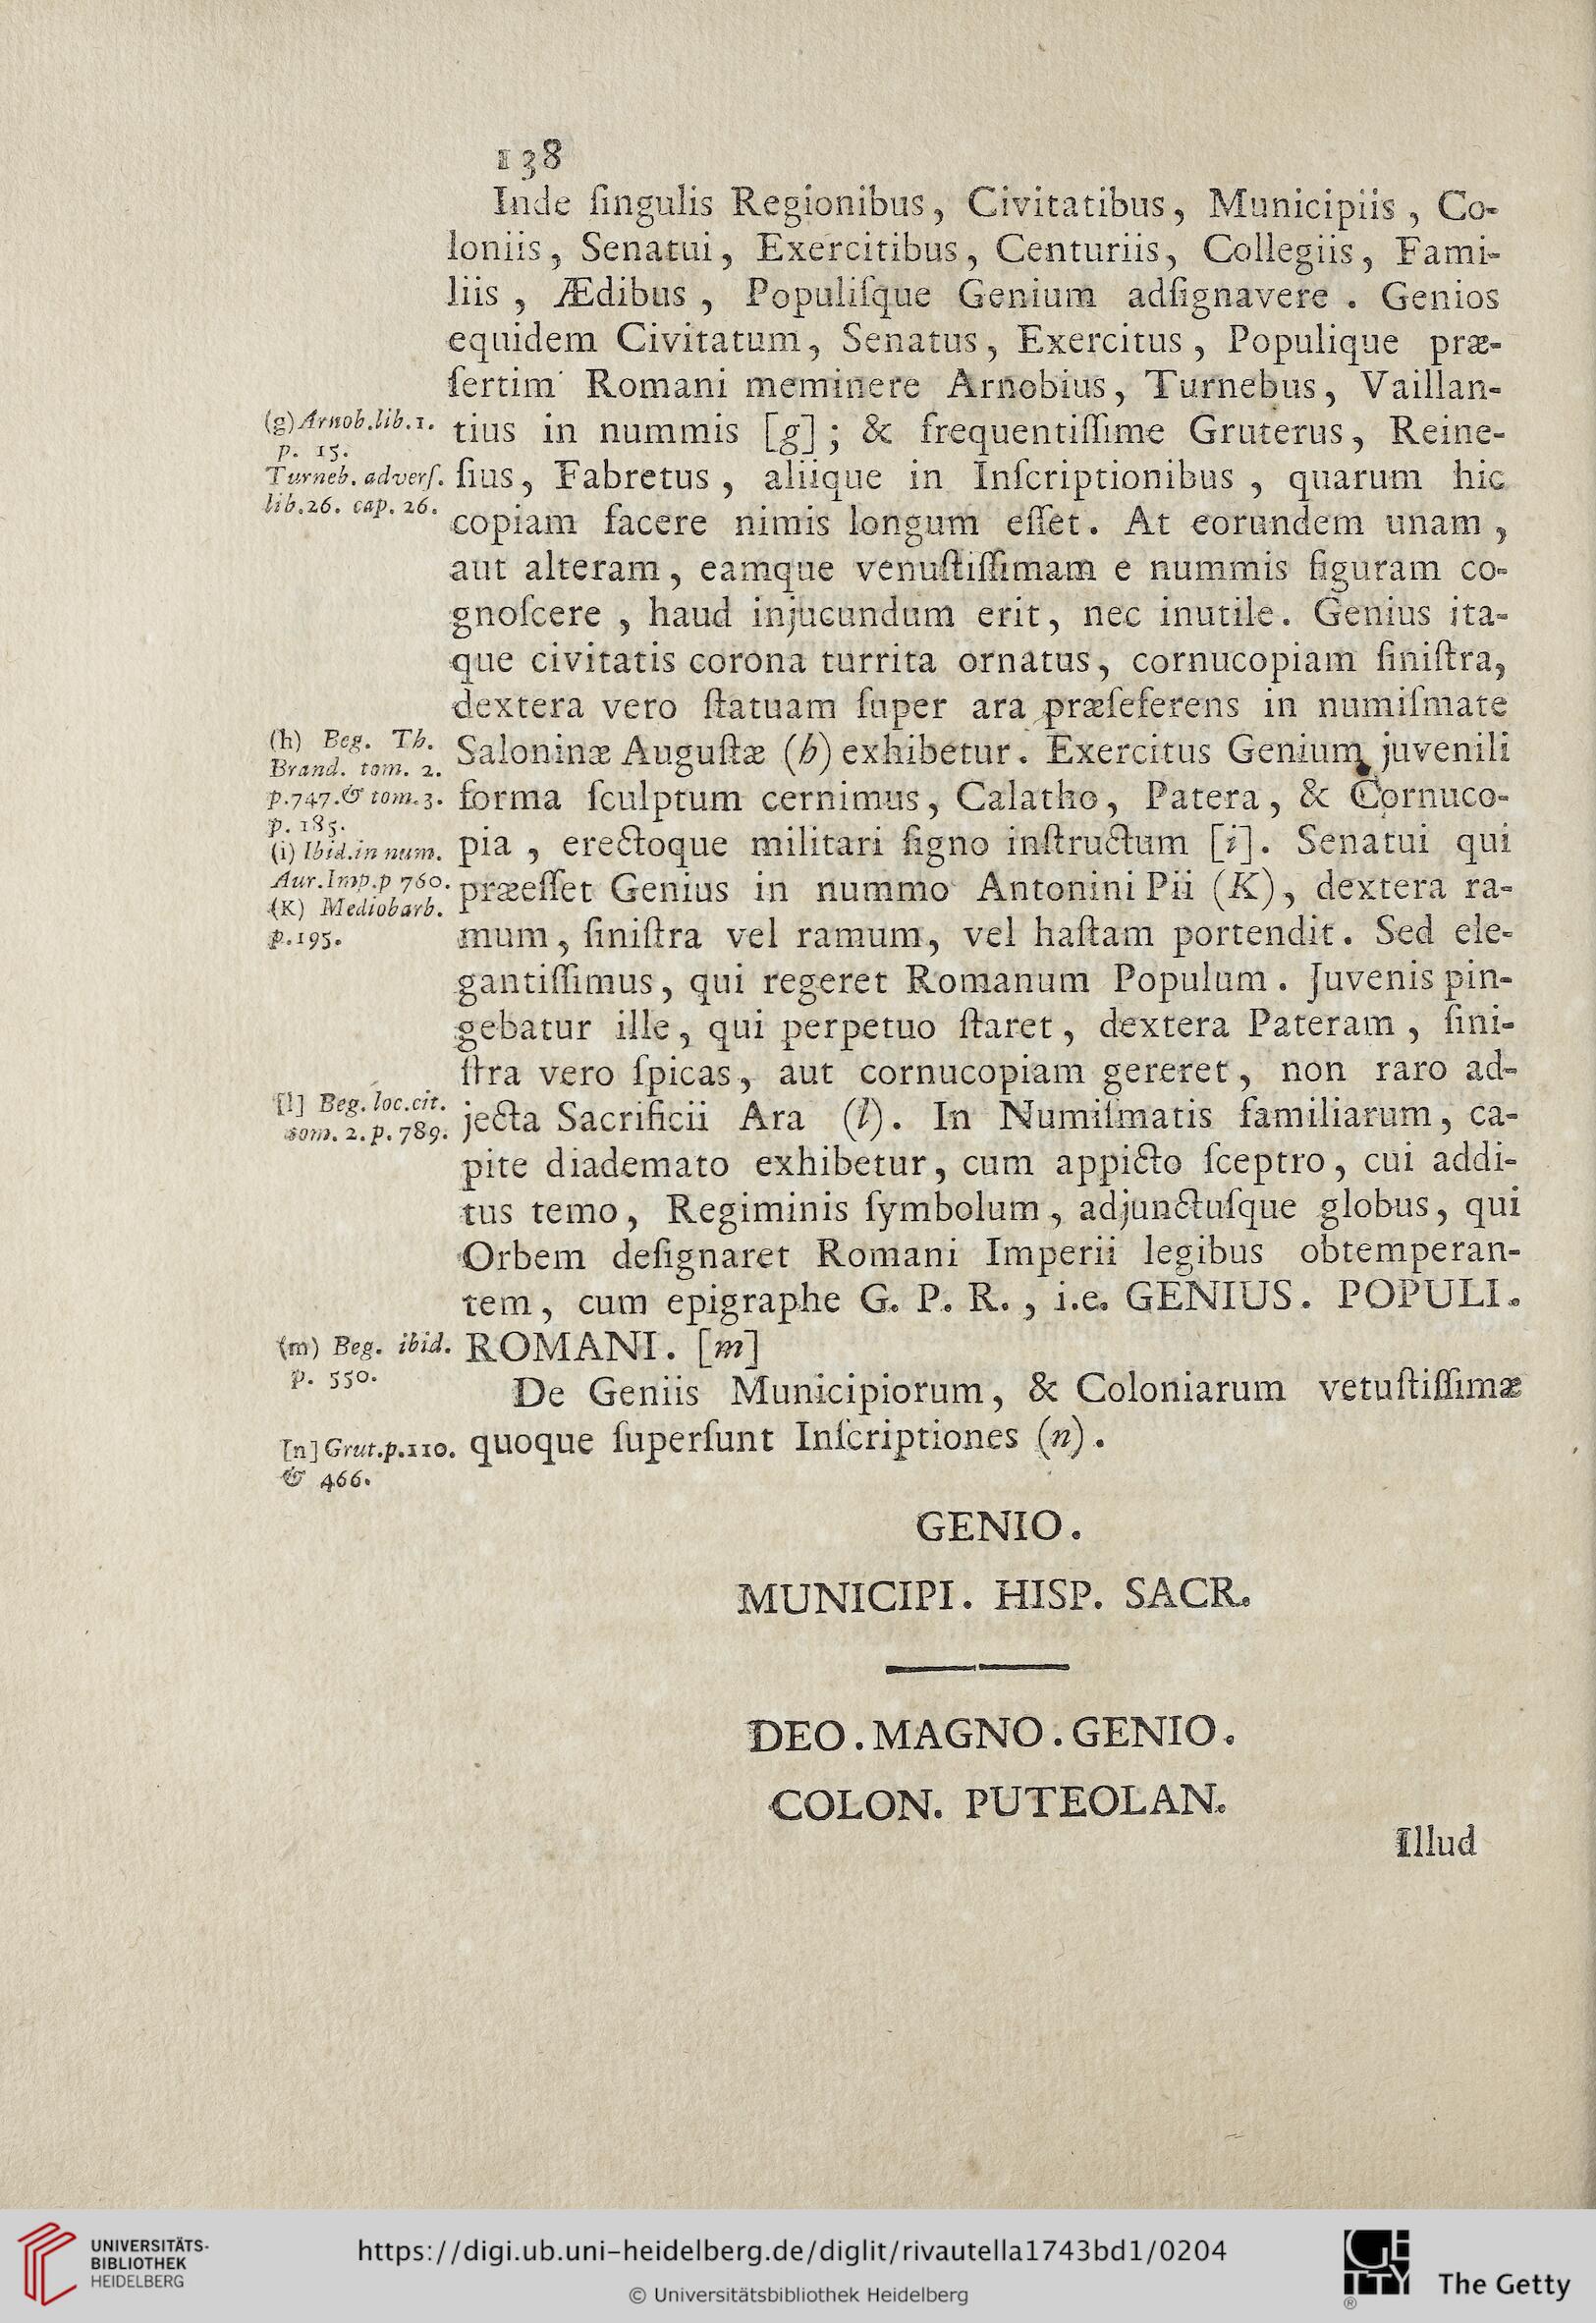 138
Inde ſingulis Regionibus, Civitatibus, Municipiis , Co-
loniis, Senatui, Exercitibus, Centuriis, Collegiis, Fami-
liis , Ædibus , Populiſque Genium adſignavere . Genios
equidem Civitatum, Senatus, Exercitus, Populique præ-
ſertim Romani meminere Arnobius, Turnebus, Vaillan-
tius in nummis [g]; & frequentiſſime Gruterus, Reine-
ſius, Fabretus , aliique in Inſcriptionibus , quarum hic
copiam facere nimis longum eſſet. At eorundem unam ,
aut alteram, eamque venuſtiſſimam e nummis figuram co-
gnoſcere , haud injucundum erit, nec inutile. Genius ita-
que civitatis corona turrita ornatus, cornucopiam ſiniſtra,
dextera vero ſtatuam ſuper ara præſeferens in numiſmate
Saloninæ Auguſtæ (h) exhibetur. Exercitus Genium juvenili
forma ſculptum cernimus, Calatho, Patera, & Cornuco-
pia , erectoque militari ſigno inſtructum [i]. Senatui qui
præeſſet Genius in nummo Antonini Pii (K), dextera ra-
mum, ſiniſtra vel ramum, vel haſtam portendit. Sed ele-
gantiſſimus, qui regeret Romanum Populum. Juvenis pin-
gebatur ille, qui perpetuo ſtaret, dextera Pateram , ſini-
ſtra vero ſpicas, aut cornucopiam gereret, non raro ad-
jecta Sacrificii Ara (l). In Numiſmatis familiarum, ca-
pite diademato exhibetur, cum appicto ſceptro, cui addi-
tus temo, Regiminis ſymbolum, adjunctuſque globus, qui
Orbem deſignaret Romani Imperii legibus obtemperan-
tem, cum epigraphe G. P. R., i.e. GENIUS. POPULI.
ROMANI. [m]
De Geniis Municipiorum, & Coloniarum vetuſtiſſimæ
quoque ſuperſunt Inſcriptiones (n).
(g) Arnob.lib.1.
p. 15.
Turneb. adverſ.
lib.26. cap. 26.
(h) Beg. Th.
Brand. tom. 2.
p.747.& tom.3.
p. 185.
(i) Ibid.in num.
Aur.Imp.p 760.
(K) Mediobarb.
p.195.
[l] Beg. loc.cit.
tom. 2.p. 789.
(m) Beg. ibid.
p. 550.
[n] Grut.p.110.
& 466.
GENIO.
MUNICIPI. HISP. SACR.
DEO. MAGNO. GENIO.
COLON. PUTEOLAN.
Illud
UNIVERSITÄTS-
BIBLIOTHEK
HEIDELBERG
https://digi.ub.uni-heidelberg.de/diglit/rivautella1743bd1/0204
© Universitätsbibliothek Heidelberg
GETTY
®
The Getty